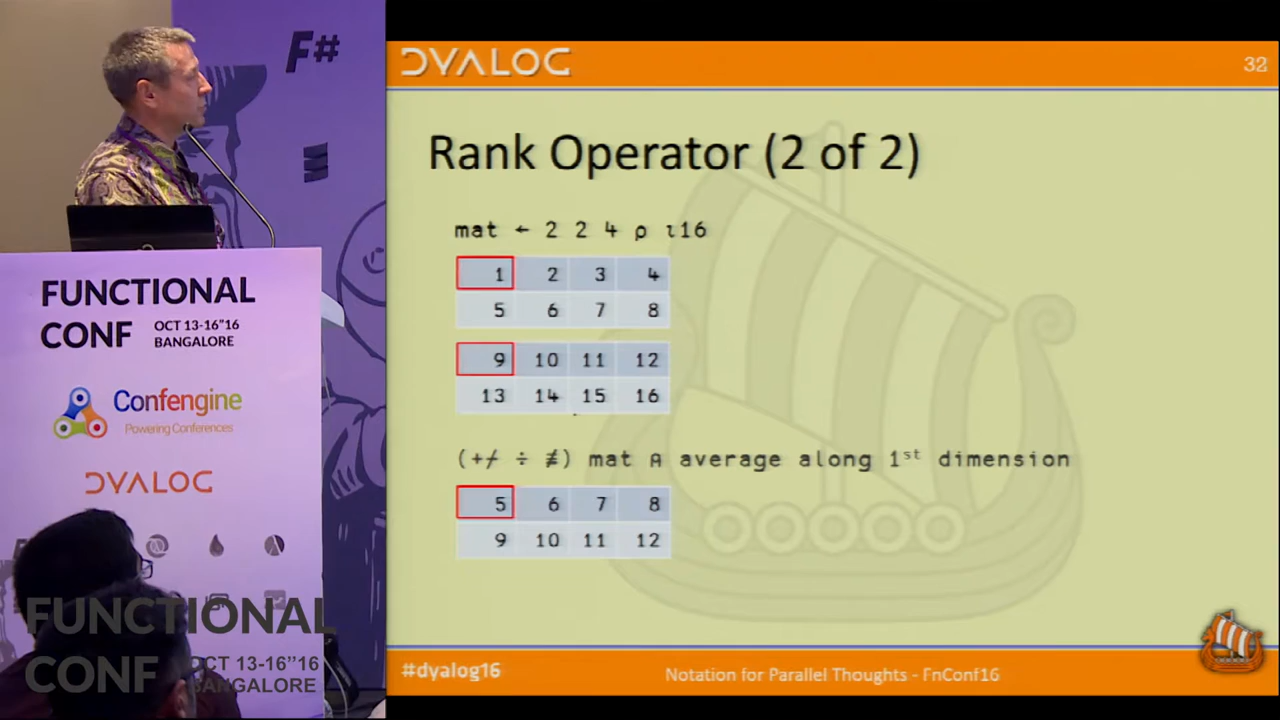 F#
DYALOG
32
Rank Operator (2 of 2)
mat ← 2 2 4 ⍴ ⍳16
1 2 3 4
5 6 7 8
9 10 11 12
13 14 15 16
(+⌿ ÷ ≢) mat ⍝ average along 1st dimension
5 6 7 8
9 10 11 12
#dyalog16
Notation for Parallel Thoughts - FnConf16
FUNCTIONAL
CONF
OCT 13-16"16
BANGALORE
Confengine
Powering Conferences
DYALOG
FUNCTIONAL
CONF
OCT 13-16"16
BANGALORE